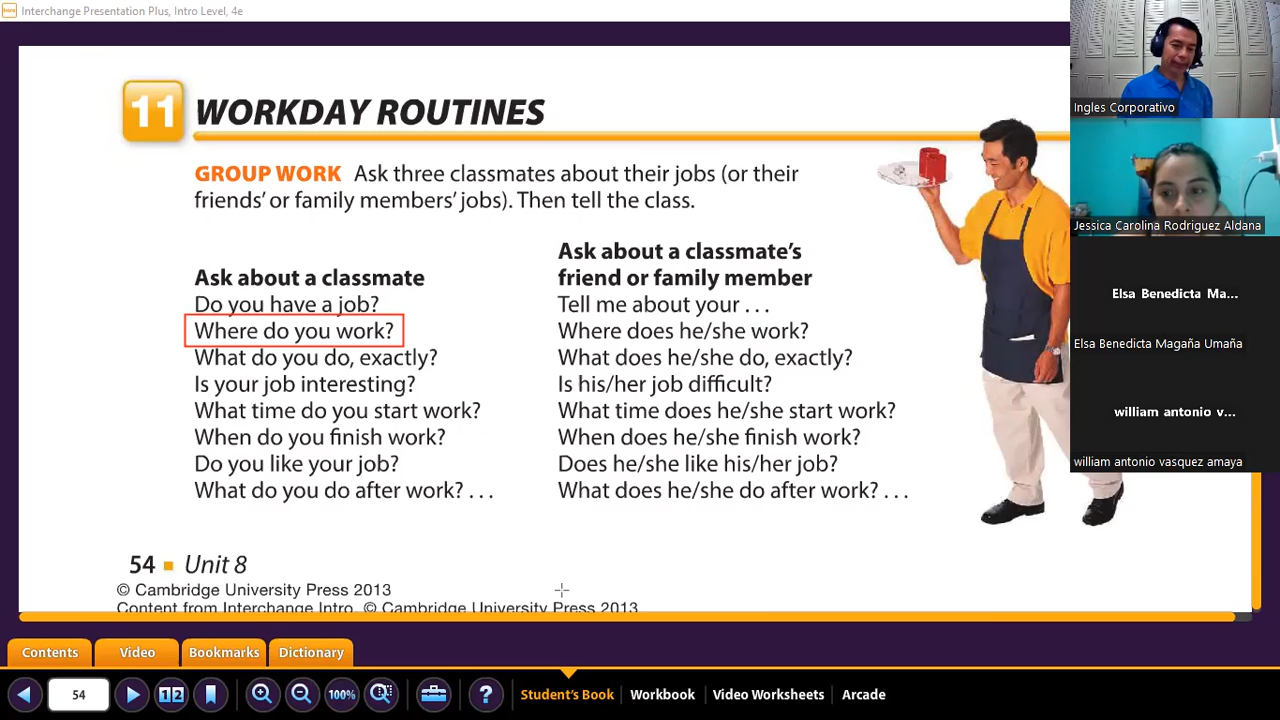 Interchange Presentation Plus, Intro Level, 4e
11 WORKDAY ROUTINES
GROUP WORK Ask three classmates about their jobs (or their
friends' or family members' jobs). Then tell the class.
Ask about a classmate
Do you have a job?
Where do you work?
What do you do, exactly?
Is your job interesting?
What time do you start work?
When do you finish work?
Do you like your job?
What do you do after work? . . .
Ask about a classmate's
friend or family member
Tell me about your . . .
Where does he/she work?
What does he/she do, exactly?
Is his/her job difficult?
What time does he/she start work?
When does he/she finish work?
Does he/she like his/her job?
What does he/she do after work? . . .
54 ▪ Unit 8
© Cambridge University Press 2013
Content from Interchange Intro. © Cambridge University Press 2013
Ingles Corporativo
Jessica Carolina Rodriguez Aldana
Elsa Benedicta Ma...
Elsa Benedicta Magaña Umaña
william antonio v...
william antonio vasquez amaya
Contents Video Bookmarks Dictionary
54 1 2 100% ? Student's Book Workbook Video Worksheets Arcade